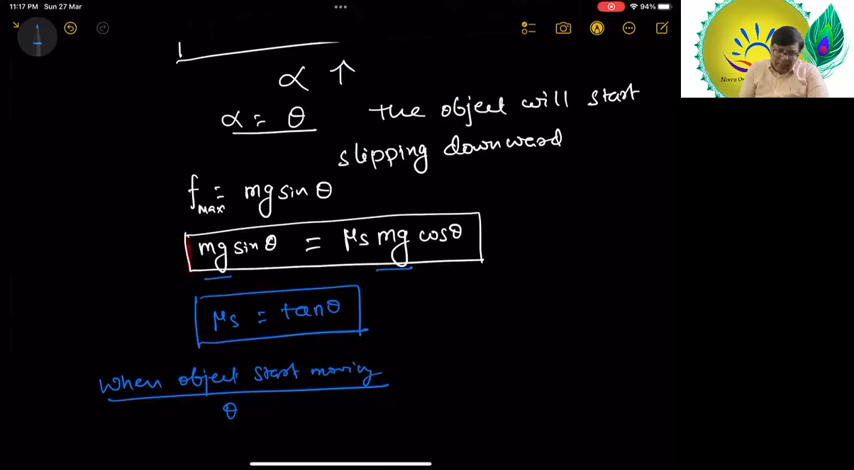 11:17 PM Sun 27 Mar
94%
α ↑
α = θ the object will start
slipping downward
fmax = mg sin θ
mg sin θ = μs mg cos θ
μs = tan θ
When object start moving
θ